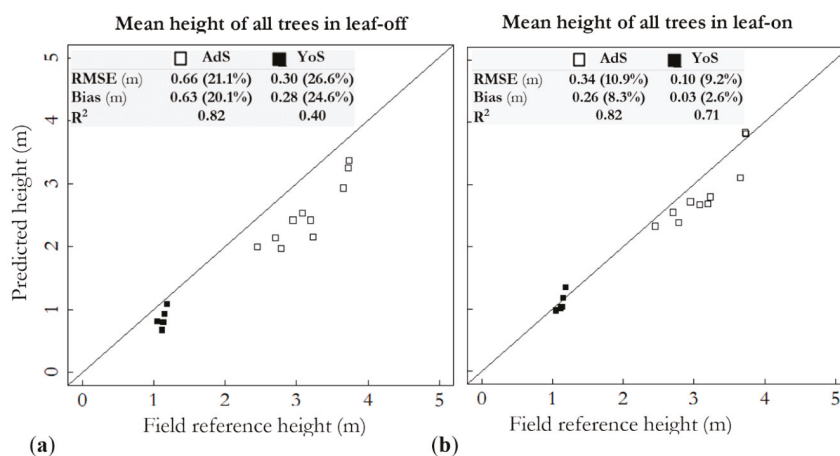 Mean height of all trees in leaf-off
□ AdS ■ YoS
RMSE (m) 0.66 (21.1%) 0.30 (26.6%)
Bias (m) 0.63 (20.1%) 0.28 (24.6%)
R² 0.82 0.40
Predicted height (m)
5
4
3
2
1
0
0 1 2 3 4 5
Field reference height (m)
(a)
Mean height of all trees in leaf-on
□ AdS ■ YoS
RMSE (m) 0.34 (10.9%) 0.10 (9.2%)
Bias (m) 0.26 (8.3%) 0.03 (2.6%)
R² 0.82 0.71
0 1 2 3 4 5
Field reference height (m)
(b)